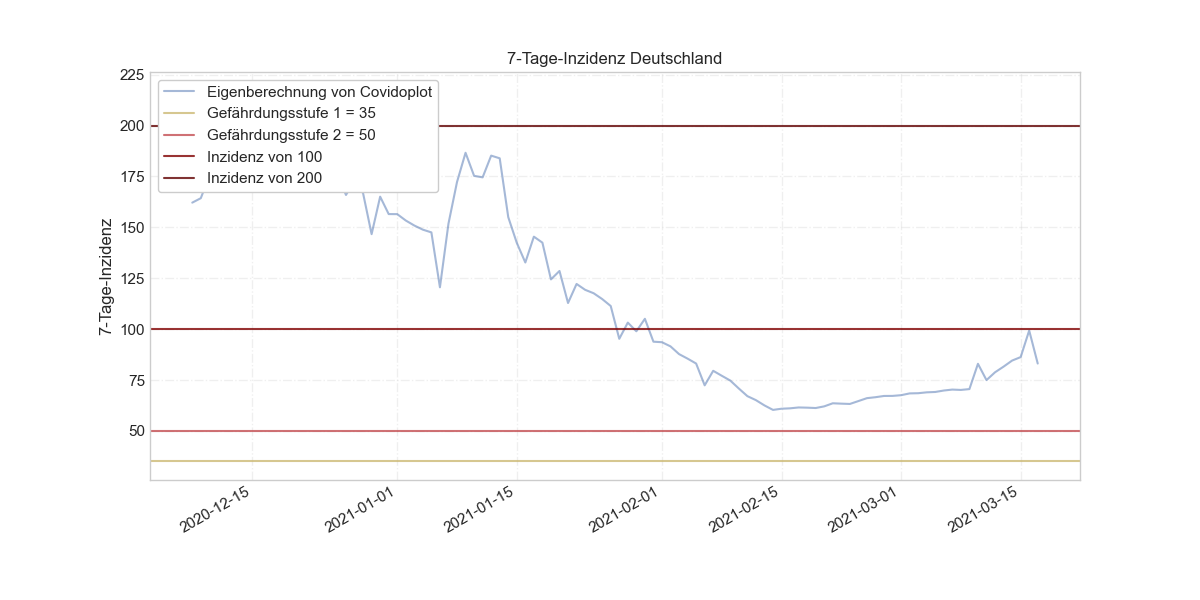 7-Tage-Inzidenz Deutschland
225
200
175
150
125
100
75
50
7-Tage-Inzidenz
Eigenberechnung von Covidoplot
Gefährdungsstufe 1 = 35
Gefährdungsstufe 2 = 50
Inzidenz von 100
Inzidenz von 200
2020-12-15
2021-01-01
2021-01-15
2021-02-01
2021-02-15
2021-03-01
2021-03-15